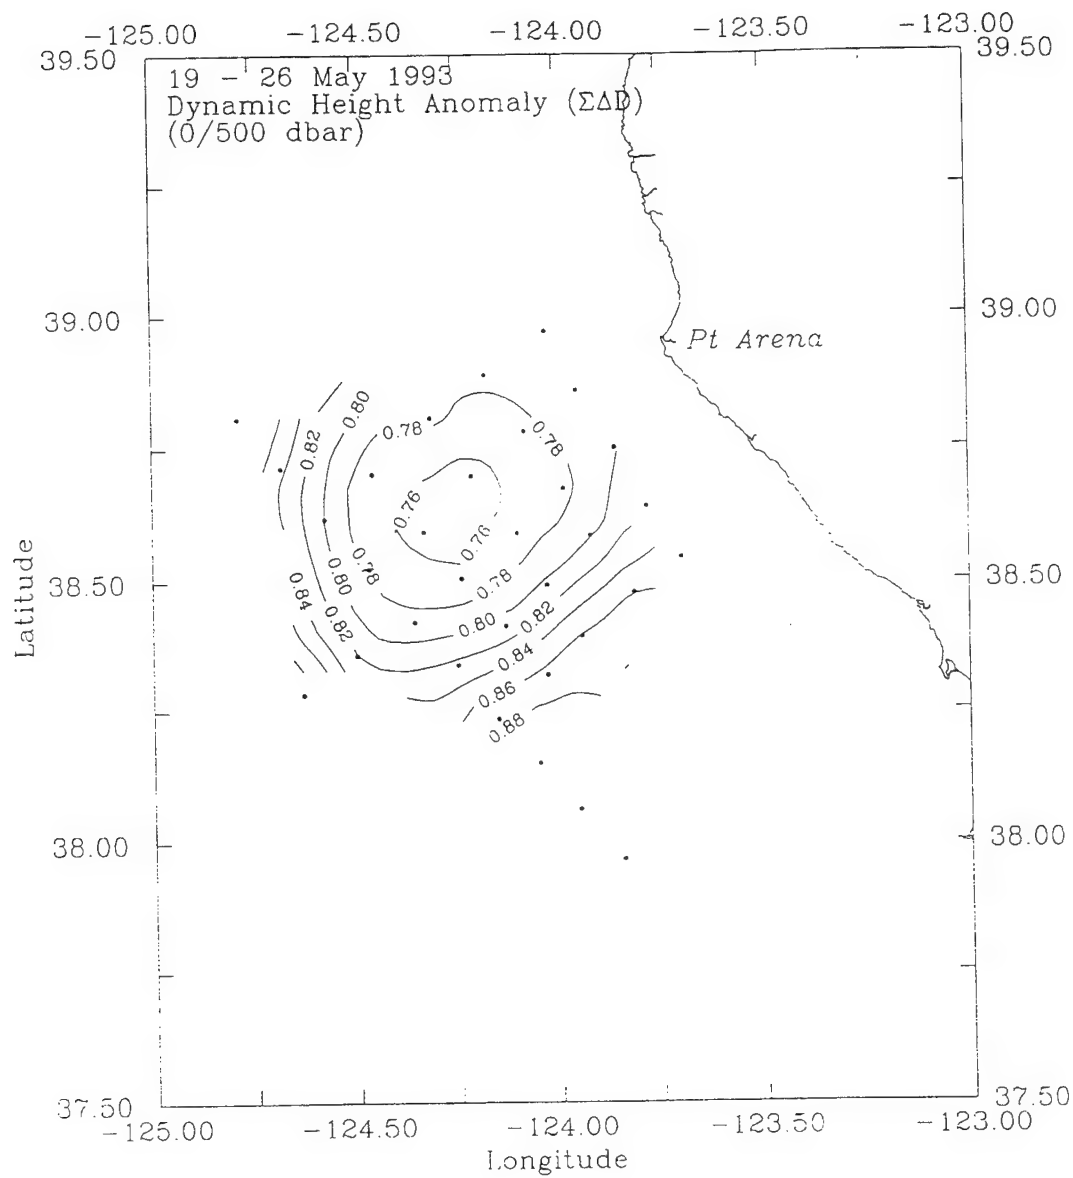 -125.00 -124.50 -124.00 -123.50 -123.00
39.50 39.50
19 - 26 May 1993
Dynamic Height Anomaly (ΣΔD)
(0/500 dbar)
39.00 39.00
Pt Arena
0.80
0.82 0.78 0.78
0.76
0.76
0.78 0.78
38.50 38.50
0.80
0.84
0.82 0.80 0.82
0.84
0.86
0.88
Latitude
38.00 38.00
37.50 37.50
-125.00 -124.50 -124.00 -123.50 -123.00
Longitude